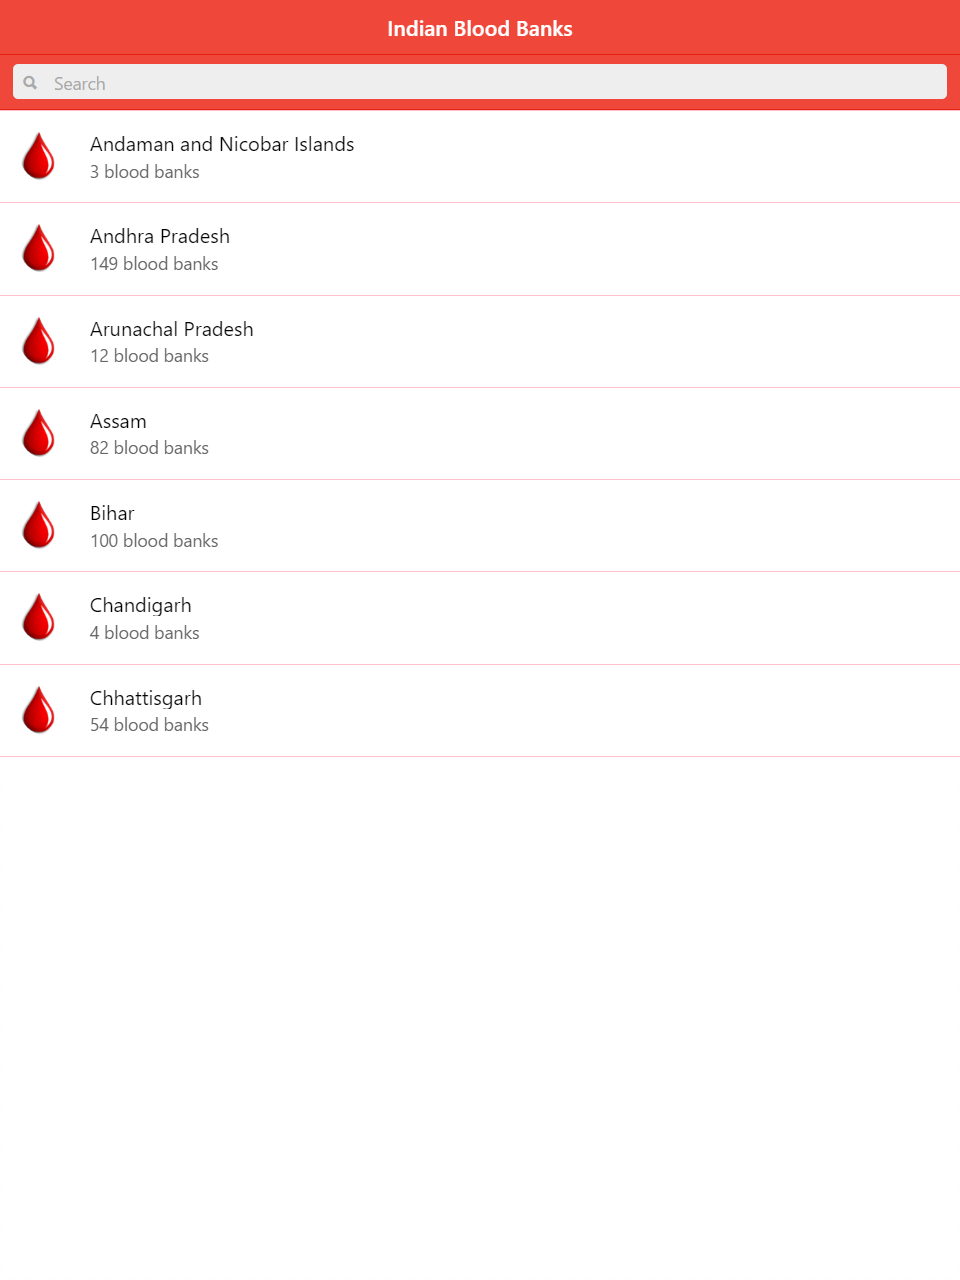 Indian Blood Banks
Search
Andaman and Nicobar Islands
3 blood banks
Andhra Pradesh
149 blood banks
Arunachal Pradesh
12 blood banks
Assam
82 blood banks
Bihar
100 blood banks
Chandigarh
4 blood banks
Chhattisgarh
54 blood banks